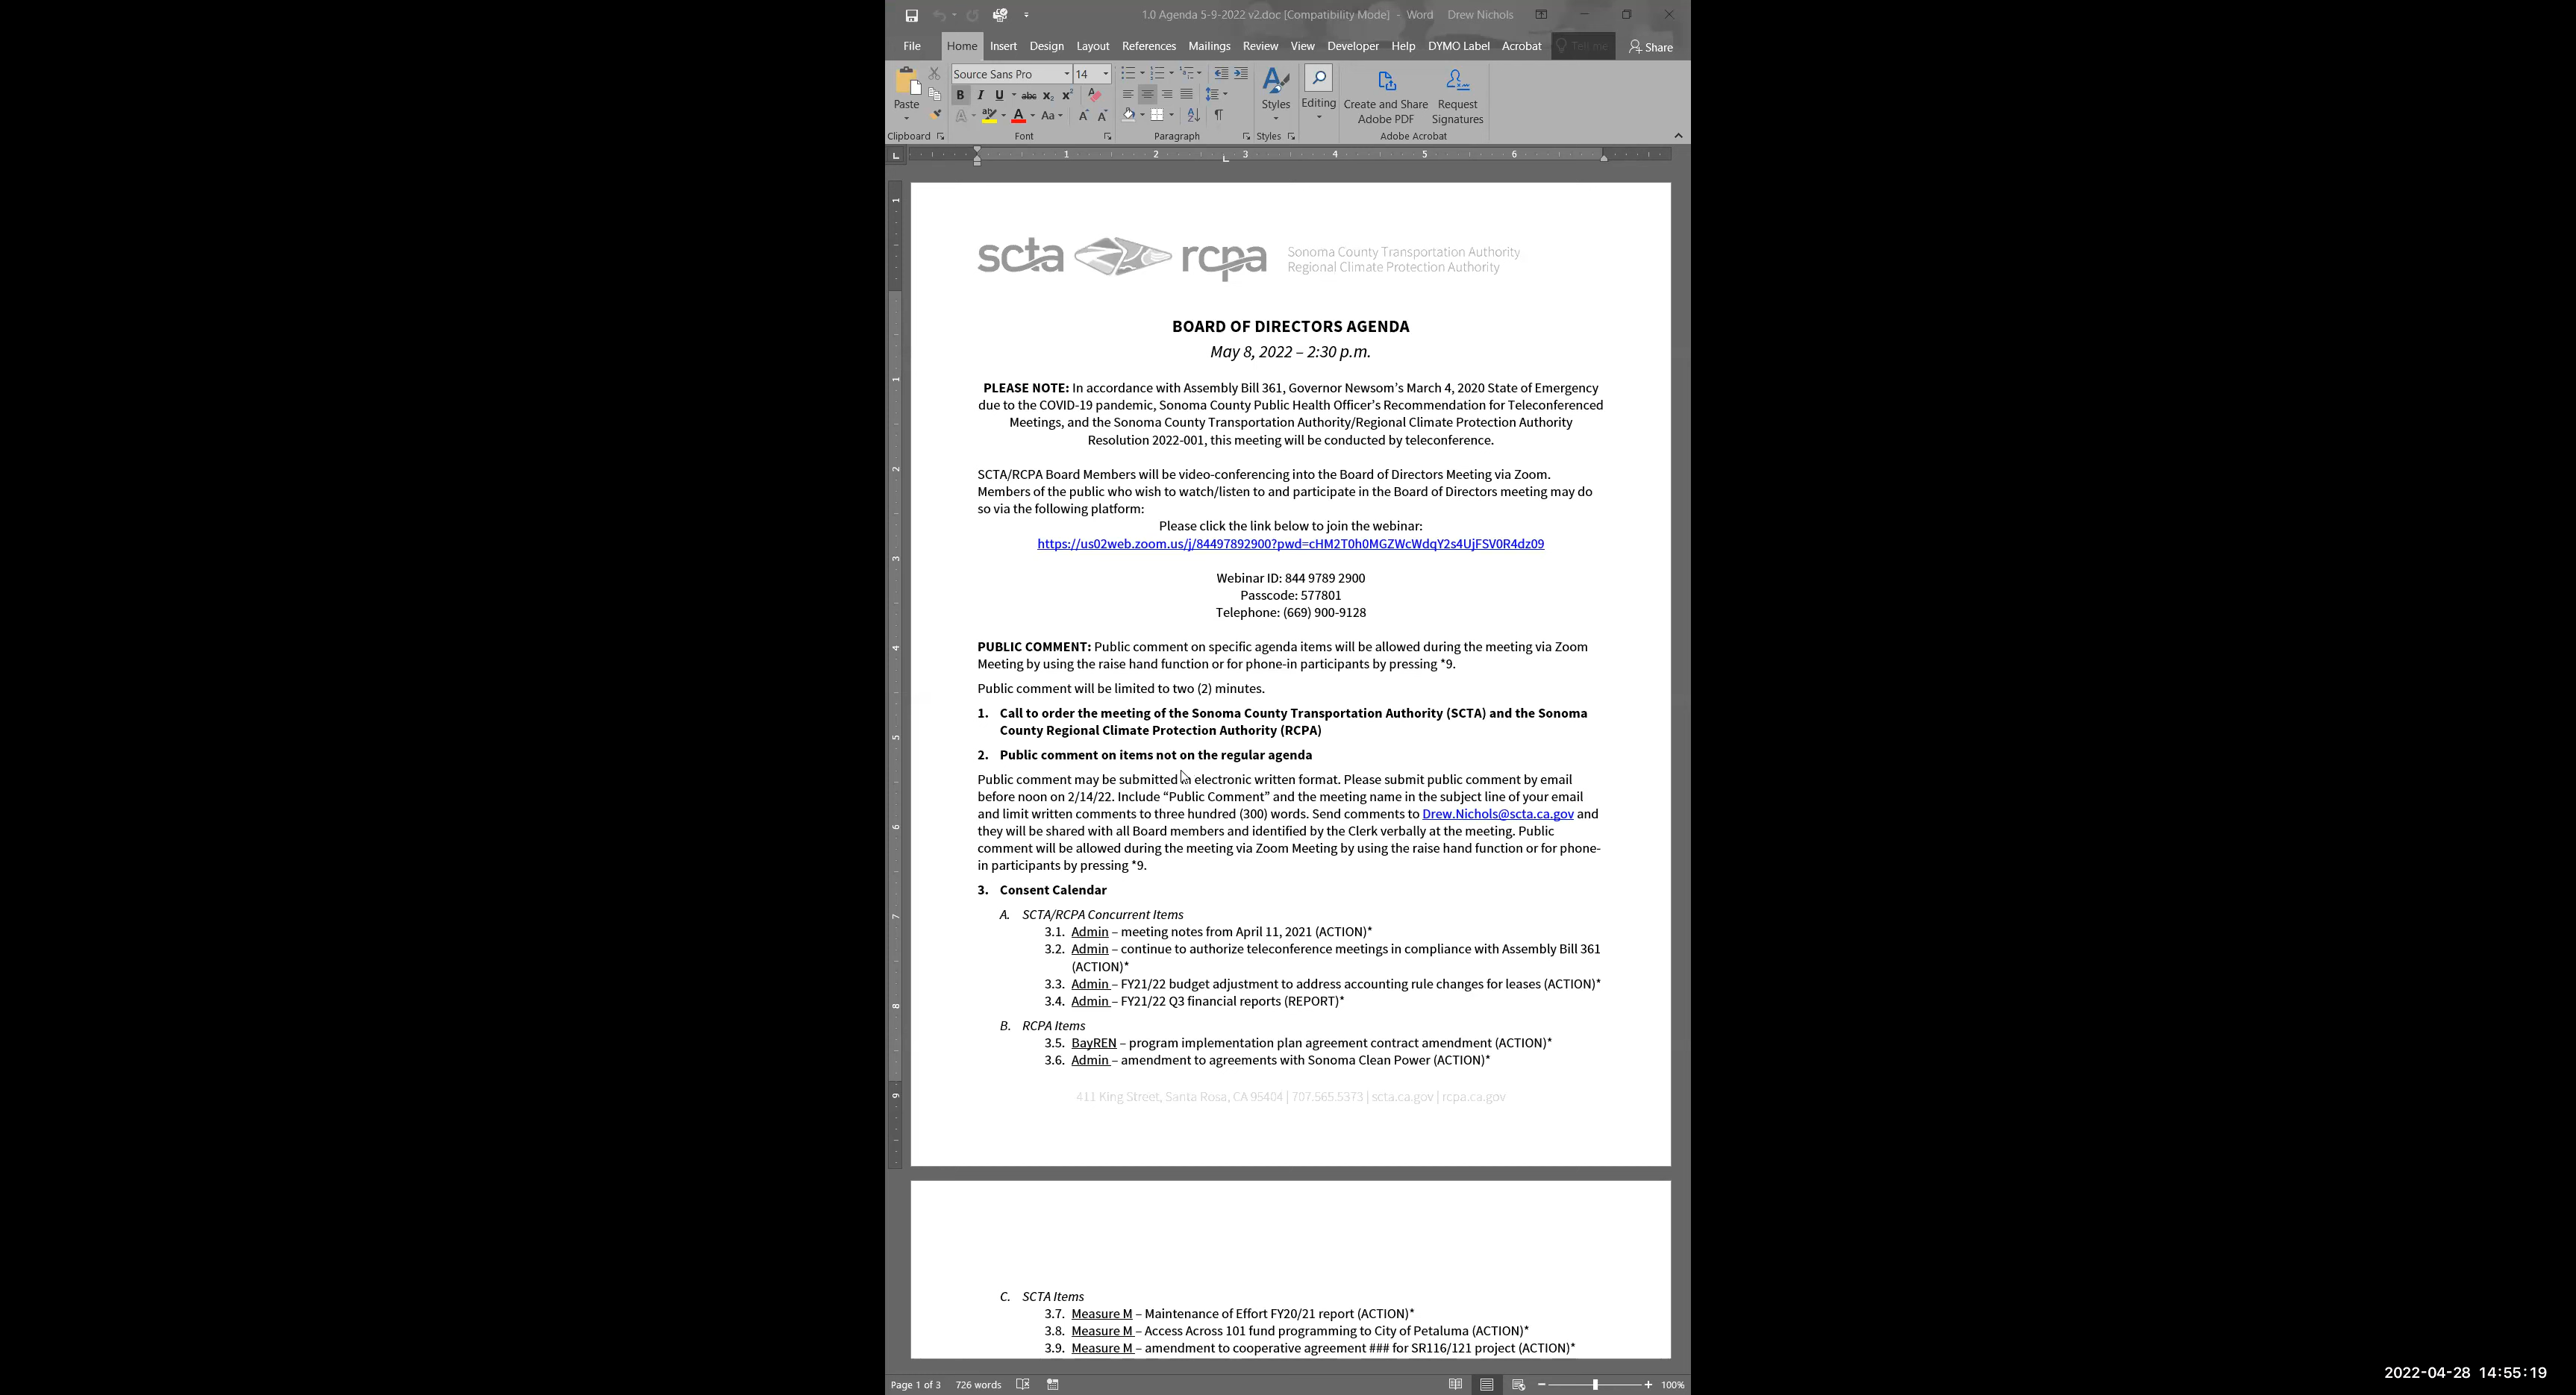 1.0 Agenda 5-9-2022 v2.doc [Compatibility Mode] - Word Drew Nichols
File Home Insert Design Layout References Mailings Review View Developer Help DYMO Label Acrobat Tell me Share
Source Sans Pro 14
Paste
Styles
Editing
Create and Share Adobe PDF
Request Signatures
Clipboard Font Paragraph Styles Adobe Acrobat
1 2 3 4 5 6
scta rcpa
Sonoma County Transportation Authority
Regional Climate Protection Authority
BOARD OF DIRECTORS AGENDA
May 8, 2022 – 2:30 p.m.
PLEASE NOTE: In accordance with Assembly Bill 361, Governor Newsom's March 4, 2020 State of Emergency
due to the COVID-19 pandemic, Sonoma County Public Health Officer's Recommendation for Teleconferenced
Meetings, and the Sonoma County Transportation Authority/Regional Climate Protection Authority
Resolution 2022-001, this meeting will be conducted by teleconference.
SCTA/RCPA Board Members will be video-conferencing into the Board of Directors Meeting via Zoom.
Members of the public who wish to watch/listen to and participate in the Board of Directors meeting may do
so via the following platform:
Please click the link below to join the webinar:
https://us02web.zoom.us/j/84497892900?pwd=cHM2T0h0MGZWcWdqY2s4UjFSV0R4dz09
Webinar ID: 844 9789 2900
Passcode: 577801
Telephone: (669) 900-9128
PUBLIC COMMENT: Public comment on specific agenda items will be allowed during the meeting via Zoom
Meeting by using the raise hand function or for phone-in participants by pressing *9.
Public comment will be limited to two (2) minutes.
1. Call to order the meeting of the Sonoma County Transportation Authority (SCTA) and the Sonoma
County Regional Climate Protection Authority (RCPA)
2. Public comment on items not on the regular agenda
Public comment may be submitted in electronic written format. Please submit public comment by email
before noon on 2/14/22. Include “Public Comment” and the meeting name in the subject line of your email
and limit written comments to three hundred (300) words. Send comments to Drew.Nichols@scta.ca.gov and
they will be shared with all Board members and identified by the Clerk verbally at the meeting. Public
comment will be allowed during the meeting via Zoom Meeting by using the raise hand function or for phone-
in participants by pressing *9.
3. Consent Calendar
A. SCTA/RCPA Concurrent Items
3.1. Admin – meeting notes from April 11, 2021 (ACTION)*
3.2. Admin – continue to authorize teleconference meetings in compliance with Assembly Bill 361
(ACTION)*
3.3. Admin – FY21/22 budget adjustment to address accounting rule changes for leases (ACTION)*
3.4. Admin – FY21/22 Q3 financial reports (REPORT)*
B. RCPA Items
3.5. BayREN – program implementation plan agreement contract amendment (ACTION)*
3.6. Admin – amendment to agreements with Sonoma Clean Power (ACTION)*
411 King Street, Santa Rosa, CA 95404 | 707.565.5373 | scta.ca.gov | rcpa.ca.gov
C. SCTA Items
3.7. Measure M – Maintenance of Effort FY20/21 report (ACTION)*
3.8. Measure M – Access Across 101 fund programming to City of Petaluma (ACTION)*
3.9. Measure M – amendment to cooperative agreement ### for SR116/121 project (ACTION)*
Page 1 of 3 726 words 100%
2022-04-28 14:55:19